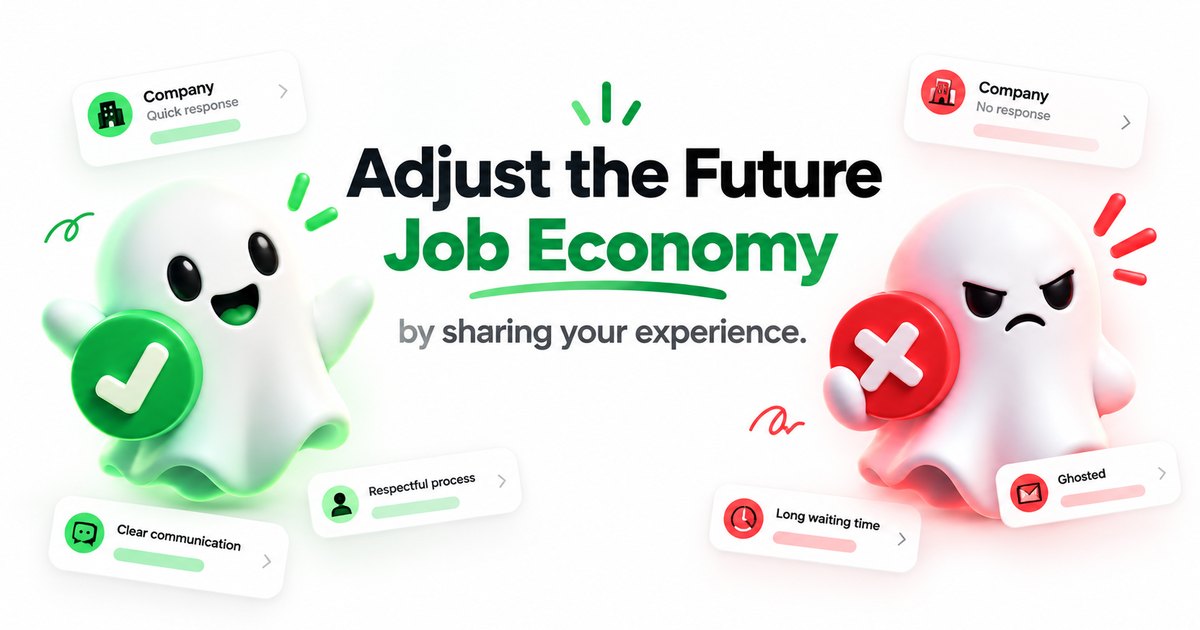 Company
Quick response
Company
No response
Adjust the Future
Job Economy
by sharing your experience.
Respectful process
Clear communication
Ghosted
Long waiting time